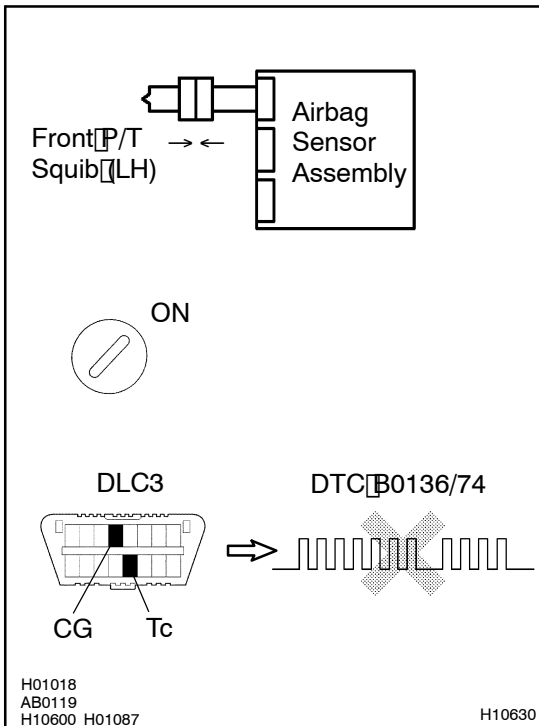 Airbag
Sensor
Assembly
Front P/T
Squib (LH)
ON
DLC3
DTC B0136/74
CG
Tc
H01018
AB0119
H10600 H01087
H10630